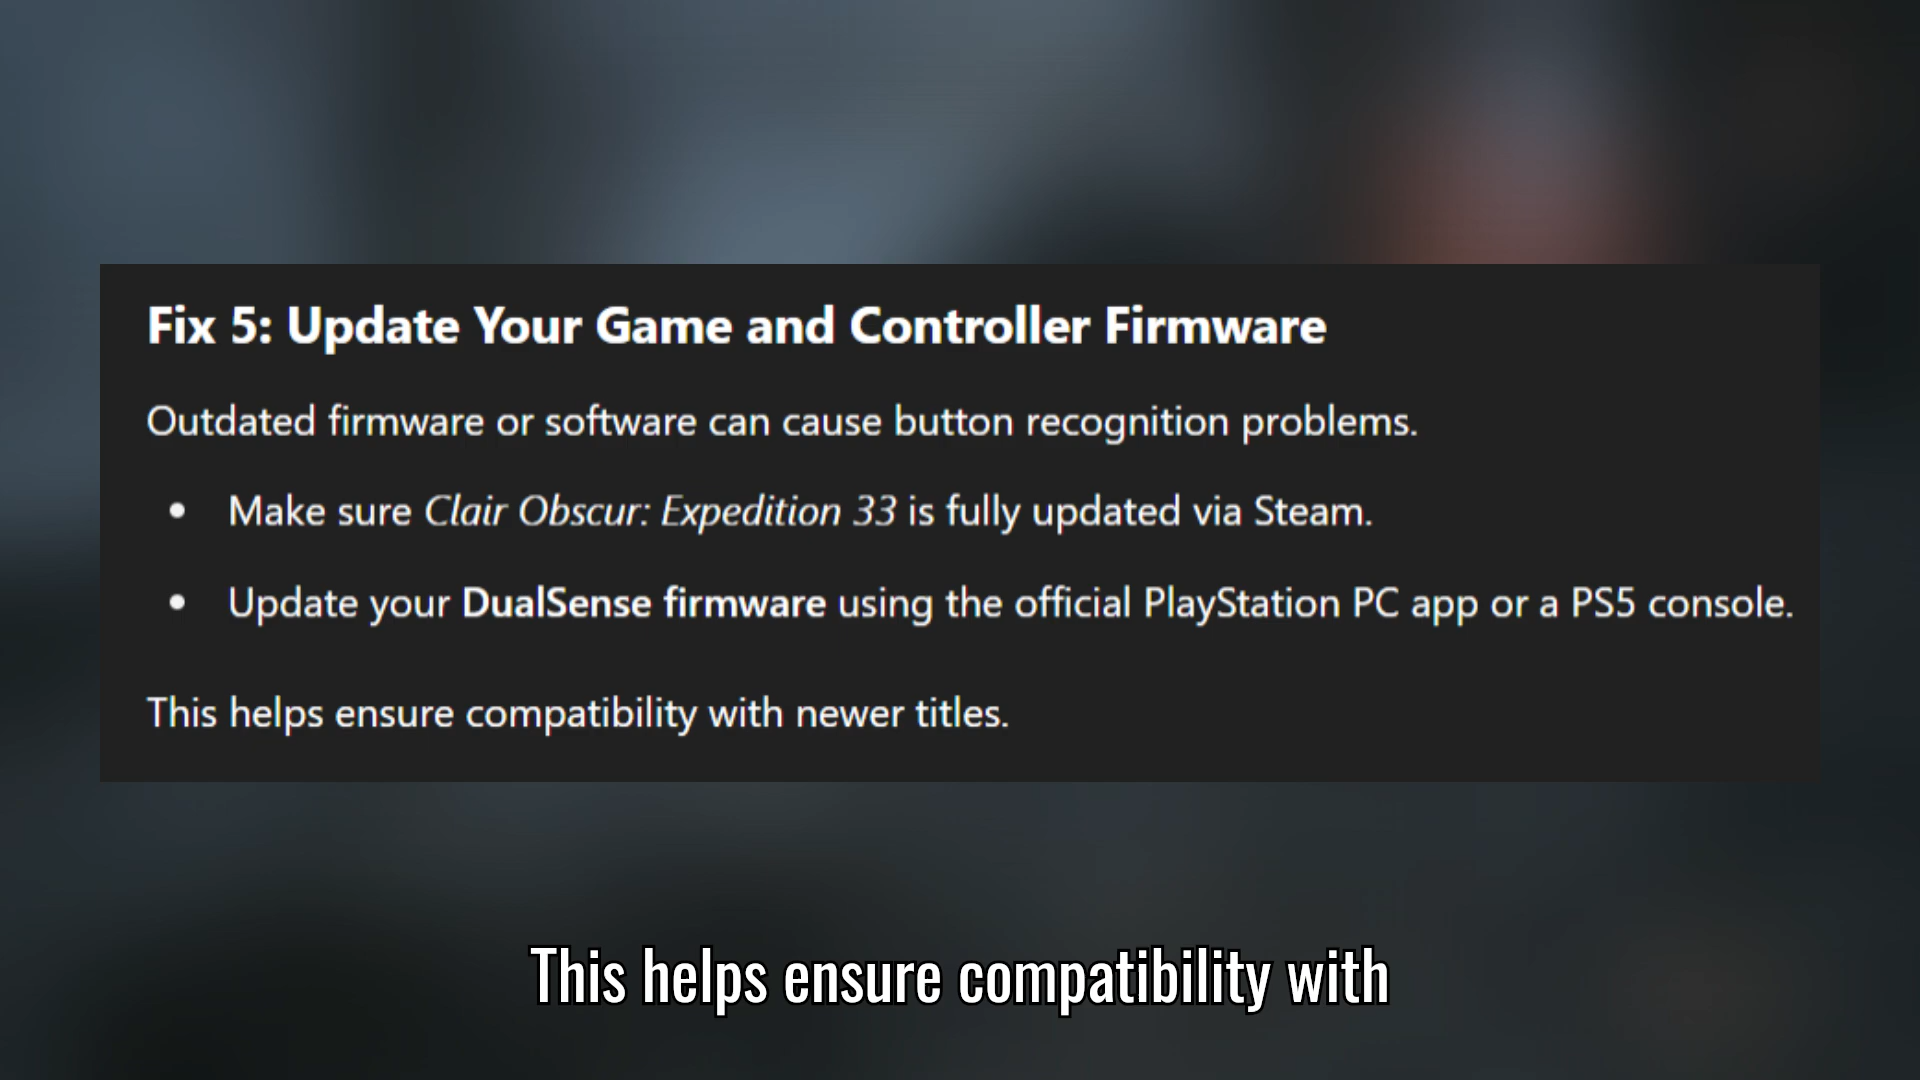 Fix 5: Update Your Game and Controller Firmware
Outdated firmware or software can cause button recognition problems.
• Make sure Clair Obscur: Expedition 33 is fully updated via Steam.
• Update your DualSense firmware using the official PlayStation PC app or a PS5 console.
This helps ensure compatibility with newer titles.
This helps ensure compatibility with